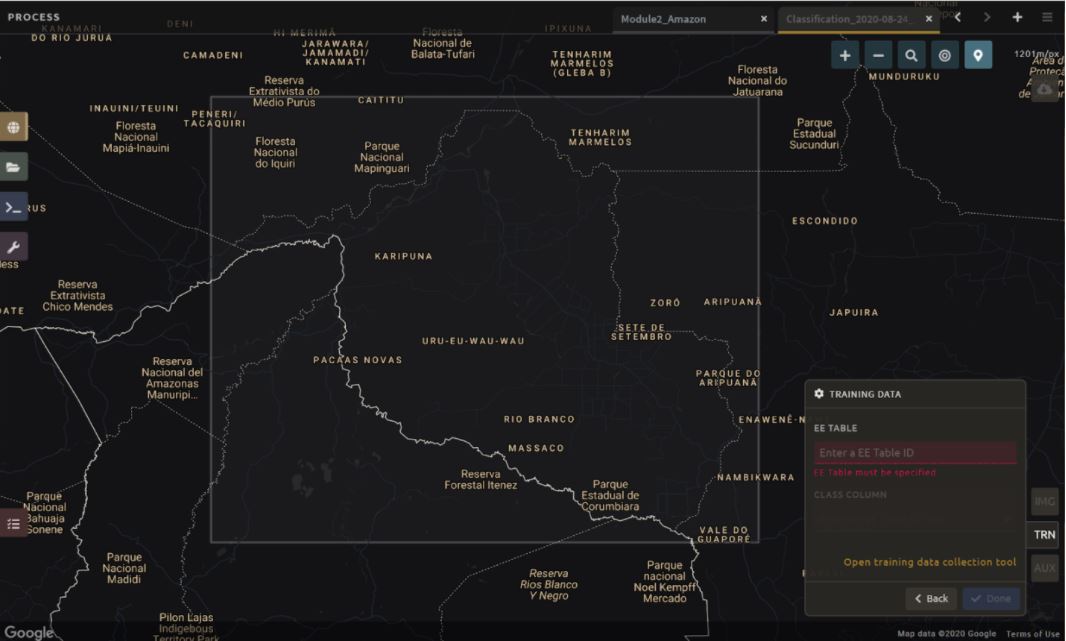 PROCESS
Module2_Amazon
Classification_2020-08-24_
KANAMARI
DO RIO JURUÁ
DENI
HI MERIMÃ
JARAWARA/
JAMAMADI/
KANAMATI
Floresta
Nacional de
Balata-Tufari
IPIXUNA
Nacional
CAMADENI
TENHARIM
MARMELOS
(GLEBA B)
1201m/px
Área d
Proteçã
Floresta
Nacional do
Jatuarana
MUNDURUKU
Reserva
Extrativista do
Médio Purús
CAITITU
INAUINI/TEUINI
PENERI/
TACAQUIRI
Floresta
Nacional
Mapiá-Inauini
Floresta
Nacional
do Iquiri
Parque
Nacional
Mapinguari
TENHARIM
MARMELOS
Parque
Estadual
Sucunduri
RUS
ESCONDIDO
KARIPUNA
less
Reserva
Extrativista
Chico Mendes
DATE
ZORÓ
ARIPUANÃ
JAPUIRA
SETE DE
SETEMBRO
URU-EU-WAU-WAU
PACAAS NOVAS
Reserva
Nacional del
Amazonas
Manuripi...
PARQUE DO
ARIPUANÃ
TRAINING DATA
RIO BRANCO
ENAWENÊ-N
EE TABLE
MASSACO
Enter a EE Table ID
EE Table must be specified
CLASS COLUMN
Reserva
Forestal Itenez
NAMBIKWARA
Parque
Estadual de
Corumbiara
IMG
Parque
Nacional
Bahuaja
Sonene
VALE DO
GUAPORÉ
TRN
Parque
Nacional
Madidi
Reserva
Rios Blanco
Y Negro
Parque
nacional
Noel Kempff
Mercado
Open training data collection tool
AUX
Back
Done
Pilon Lajas
Indigenous
Territory Park
Google
Map data ©2020 Google
Terms of Use